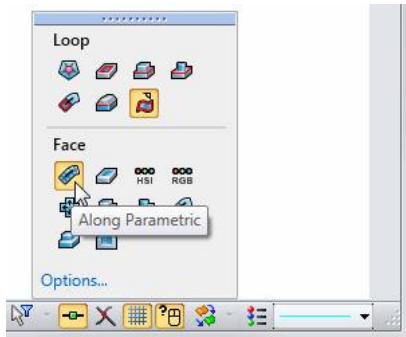 Loop
Face
HSI RGB
Along Parametric
Options...
?